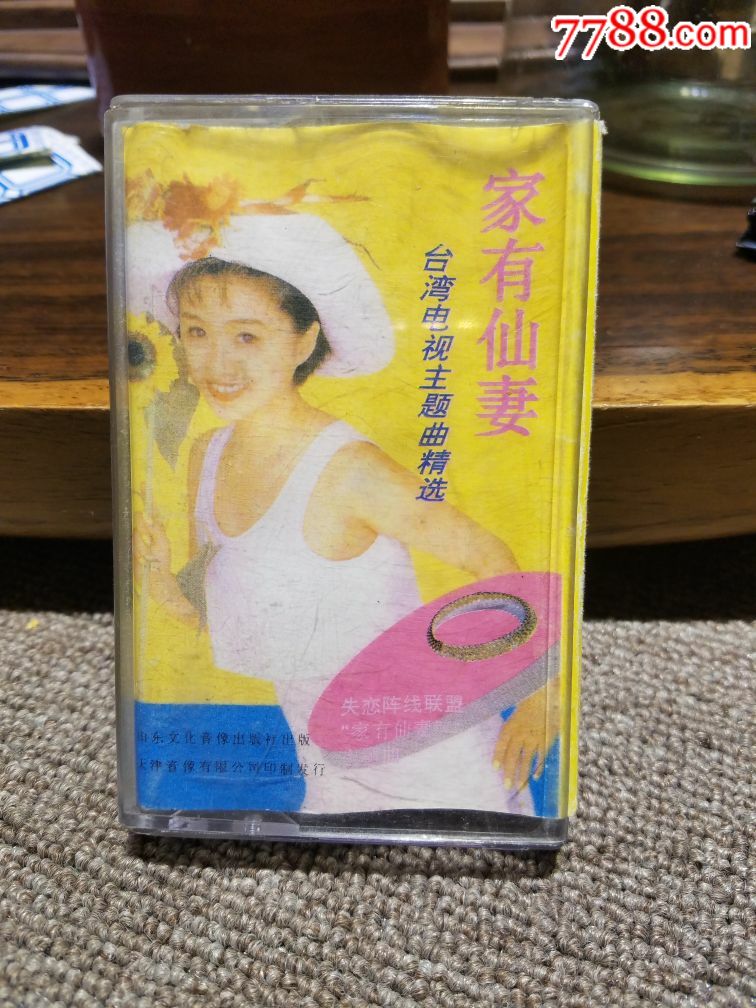 7788.com
家有仙妻
台湾电视主题曲精选
失恋阵线联盟
"家有仙妻
山东文化音像出版社出版
天津音像有限公司印制发行